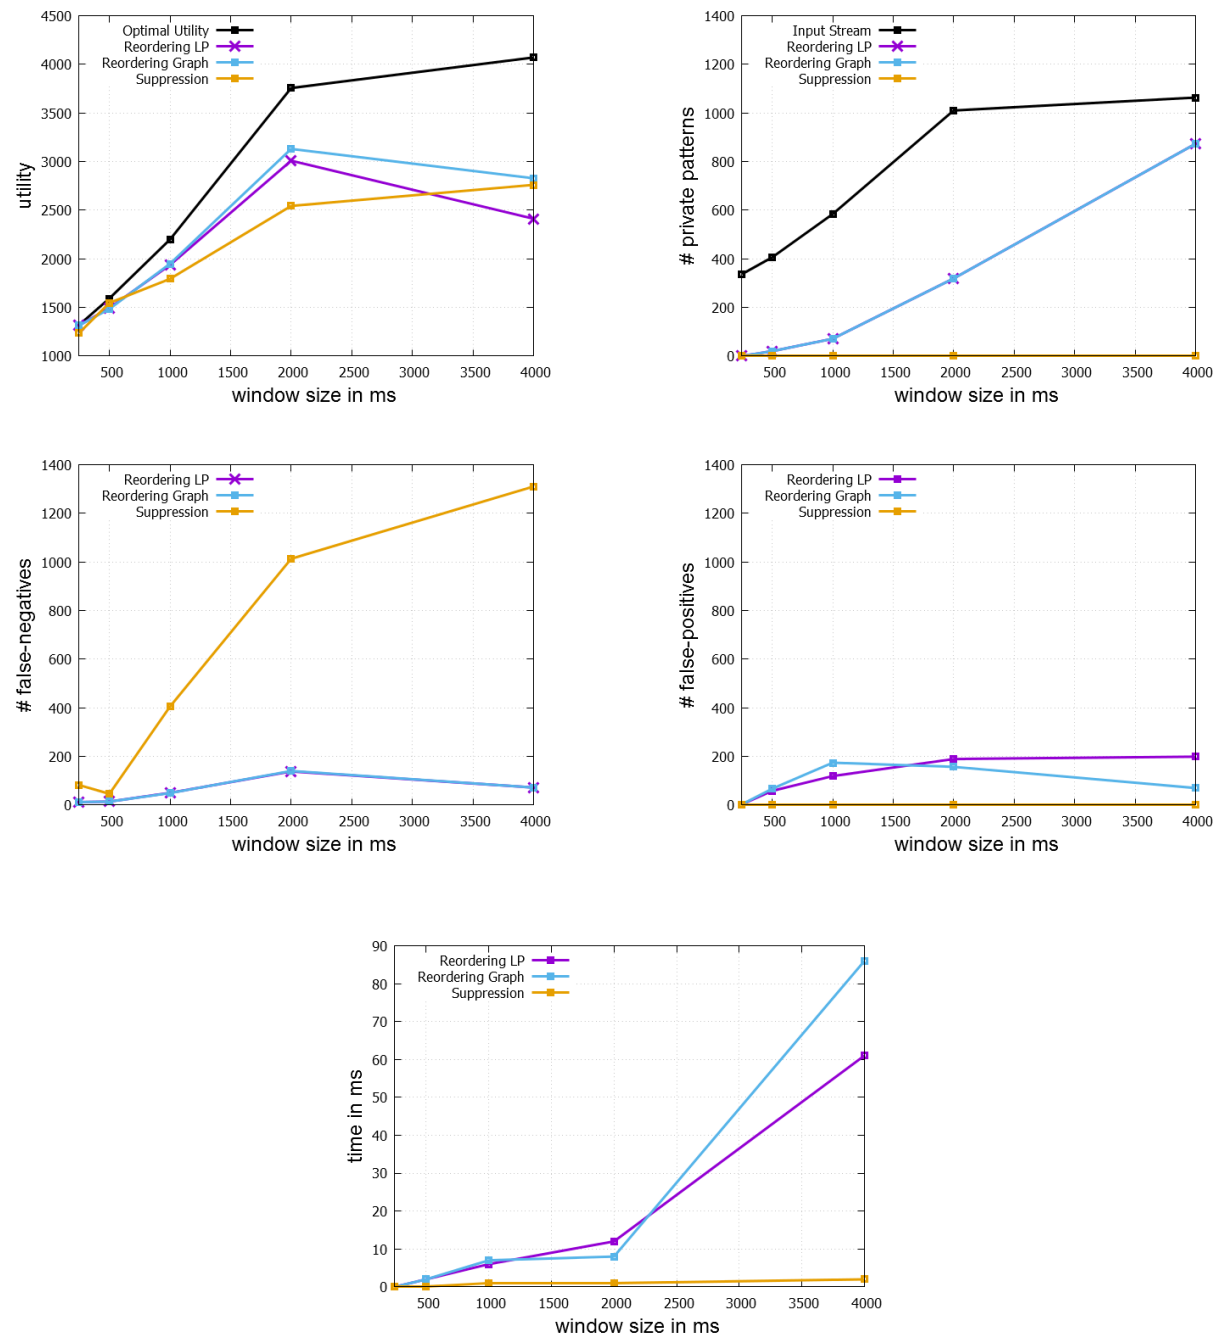 4500
4000
3500
3000
2500
2000
1500
1000
utility
Optimal Utility
Reordering LP
Reordering Graph
Suppression
500 1000 1500 2000 2500 3000 3500 4000
window size in ms
1400
1200
1000
800
600
400
200
0
# private patterns
Input Stream
Reordering LP
Reordering Graph
Suppression
500 1000 1500 2000 2500 3000 3500 4000
window size in ms
1400
1200
1000
800
600
400
200
0
# false-negatives
Reordering LP
Reordering Graph
Suppression
500 1000 1500 2000 2500 3000 3500 4000
window size in ms
1400
1200
1000
800
600
400
200
0
# false-positives
Reordering LP
Reordering Graph
Suppression
500 1000 1500 2000 2500 3000 3500 4000
window size in ms
90
80
70
60
50
40
30
20
10
0
time in ms
Reordering LP
Reordering Graph
Suppression
500 1000 1500 2000 2500 3000 3500 4000
window size in ms